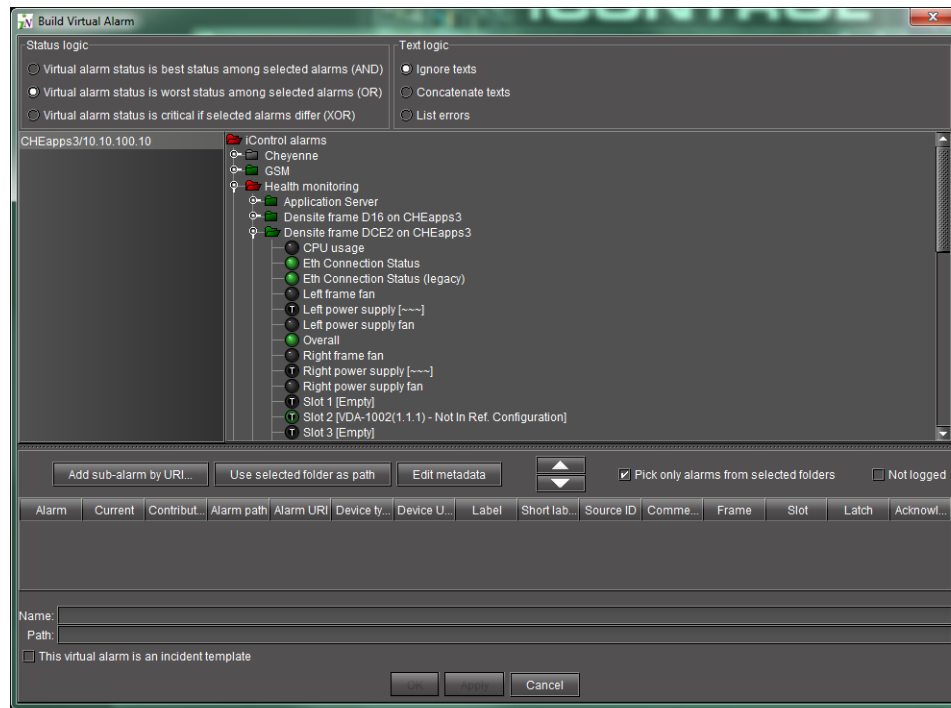 iCONTROL
Build Virtual Alarm
Status logic
Text logic
Virtual alarm status is best status among selected alarms (AND)
Ignore texts
Virtual alarm status is worst status among selected alarms (OR)
Concatenate texts
Virtual alarm status is critical if selected alarms differ (XOR)
List errors
CHEapps3/10.10.100.10
iControl alarms
Cheyenne
GSM
Health monitoring
Application Server
Densite frame D16 on CHEapps3
Densite frame DCE2 on CHEapps3
CPU usage
Eth Connection Status
Eth Connection Status (legacy)
Left frame fan
T Left power supply [~~~]
Left power supply fan
Overall
Right frame fan
T Right power supply [~~~]
Right power supply fan
T Slot 1 [Empty]
T Slot 2 [VDA-1002(1.1.1) - Not In Ref. Configuration]
T Slot 3 [Empty]
Add sub-alarm by URI... Use selected folder as path Edit metadata Pick only alarms from selected folders Not logged
Alarm Current Contribut... Alarm path Alarm URI Device ty... Device U... Label Short lab... Source ID Comme... Frame Slot Latch Acknowl...
Name:
Path:
This virtual alarm is an incident template
OK Apply Cancel